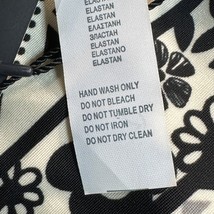 ELASTAN
ELASTAN
ΕΛΑΣΤΑΝΗ
ЭЛАСТАН
ELASTANO
ELASTAN
HAND WASH ONLY
DO NOT BLEACH
DO NOT TUMBLE DRY
DO NOT IRON
DO NOT DRY CLEAN